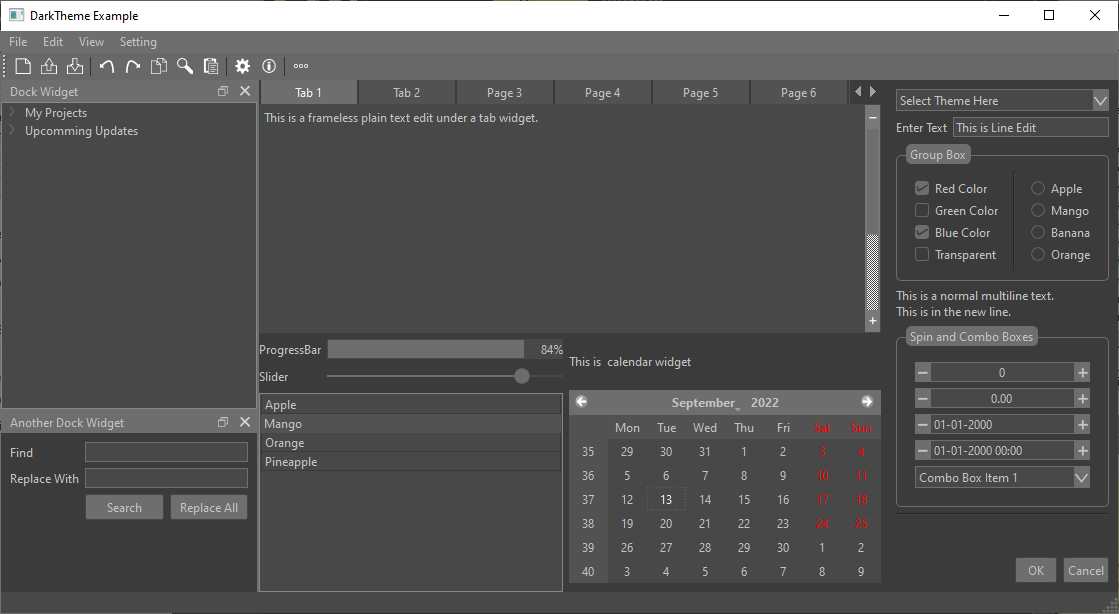 DarkTheme Example
File Edit View Setting
Dock Widget
My Projects
Upcomming Updates
Another Dock Widget
Find
Replace With
Search Replace All
Tab 1 Tab 2 Page 3 Page 4 Page 5 Page 6
This is a frameless plain text edit under a tab widget.
ProgressBar 84%
Slider
Apple
Mango
Orange
Pineapple
This is calendar widget
September 2022
Mon Tue Wed Thu Fri Sat Sun
35 29 30 31 1 2 3 4
36 5 6 7 8 9 10 11
37 12 13 14 15 16 17 18
38 19 20 21 22 23 24 25
39 26 27 28 29 30 1 2
40 3 4 5 6 7 8 9
Select Theme Here
Enter Text This is Line Edit
Group Box
Red Color Apple
Green Color Mango
Blue Color Banana
Transparent Orange
This is a normal multiline text.
This is in the new line.
Spin and Combo Boxes
0
0.00
01-01-2000
01-01-2000 00:00
Combo Box Item 1
OK Cancel